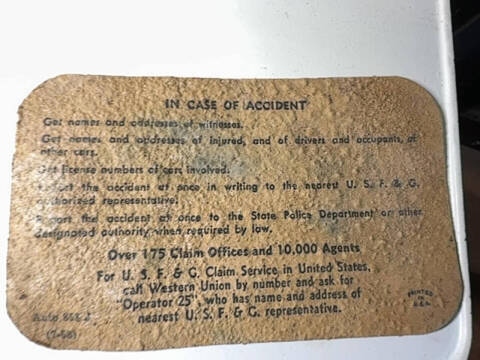 IN CASE OF ACCIDENT
Get names and addresses of witnesses.
Get names and addresses of injured, and of drivers and occupants, of
other cars.
Get license numbers of cars involved.
Report the accident at once in writing to the nearest U. S. F. & G.
authorized representative.
Report the accident at once to the State Police Department or other
designated authority when required by law.
Over 175 Claim Offices and 10,000 Agents
For U. S. F. & G. Claim Service in United States,
call Western Union by number and ask for
"Operator 25", who has name and address of
nearest U. S. F. & G. representative.
Auto
PRINTED
IN
U.S.A.